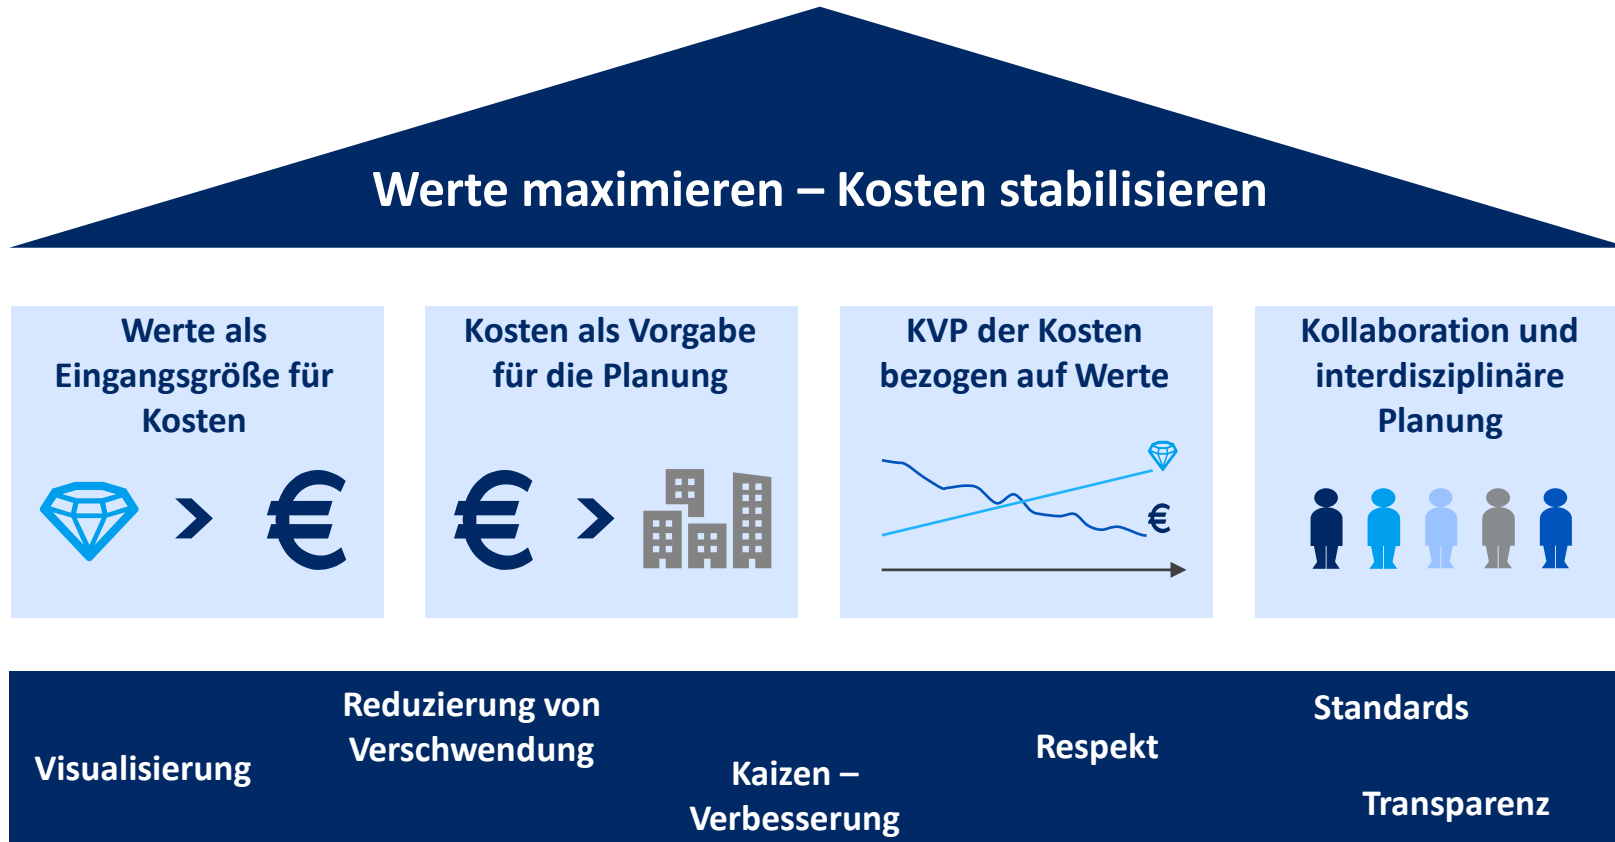 Werte maximieren – Kosten stabilisieren
Werte als
Eingangsgröße für
Kosten
€
Kosten als Vorgabe
für die Planung
€
KVP der Kosten
bezogen auf Werte
€
Kollaboration und
interdisziplinäre
Planung
Visualisierung
Reduzierung von
Verschwendung
Kaizen –
Verbesserung
Respekt
Standards
Transparenz